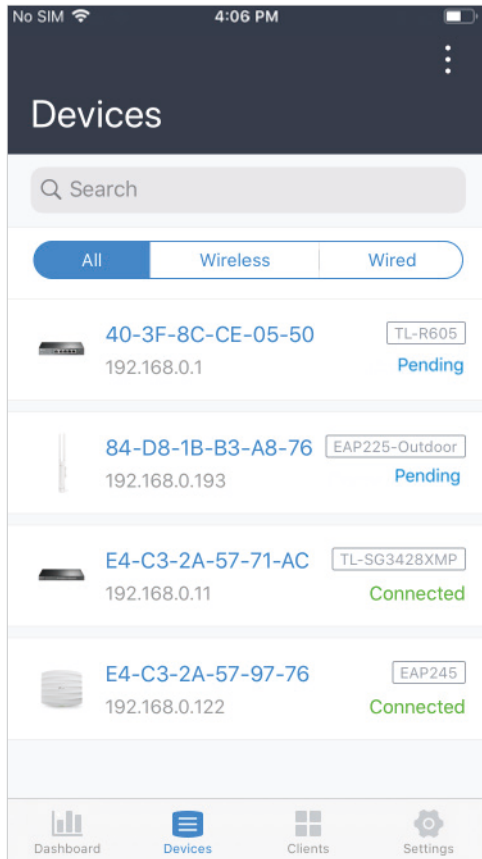 No SIM 4:06 PM
Devices
Search
All Wireless Wired
40-3F-8C-CE-05-50 TL-R605
192.168.0.1 Pending
84-D8-1B-B3-A8-76 EAP225-Outdoor
192.168.0.193 Pending
E4-C3-2A-57-71-AC TL-SG3428XMP
192.168.0.11 Connected
E4-C3-2A-57-97-76 EAP245
192.168.0.122 Connected
Dashboard Devices Clients Settings